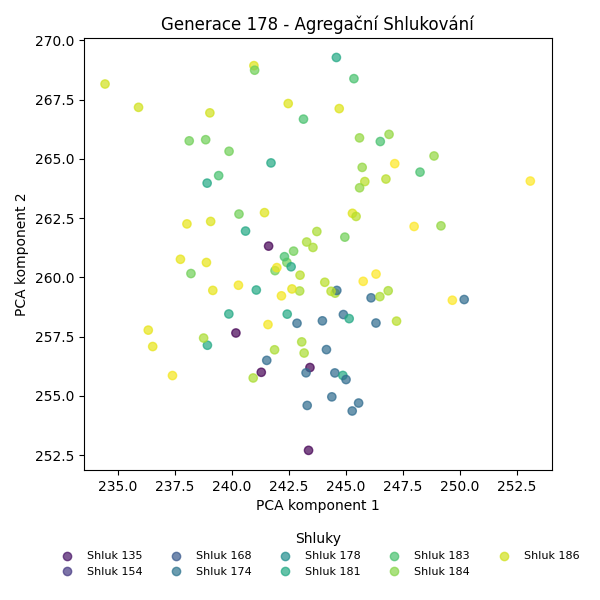 Generace 178 - Agregační Shlukování
270.0
267.5
265.0
262.5
260.0
257.5
255.0
252.5
PCA komponent 2
235.0 237.5 240.0 242.5 245.0 247.5 250.0 252.5
PCA komponent 1
Shluky
Shluk 135 Shluk 168 Shluk 178 Shluk 183 Shluk 186
Shluk 154 Shluk 174 Shluk 181 Shluk 184